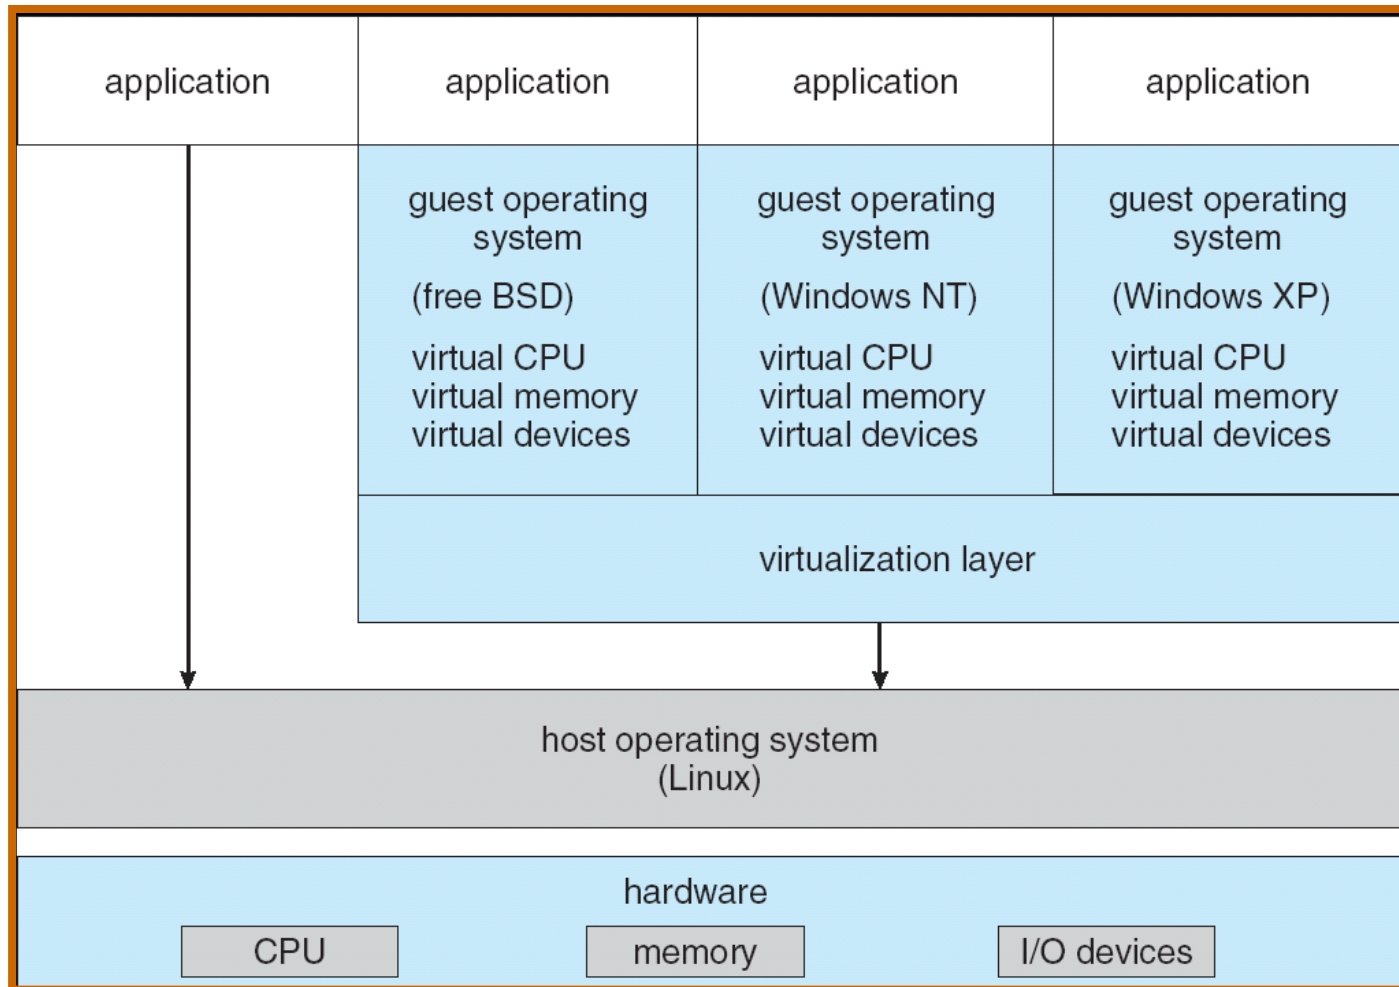 application
application
application
application
guest operating
system
(free BSD)
virtual CPU
virtual memory
virtual devices
guest operating
system
(Windows NT)
virtual CPU
virtual memory
virtual devices
guest operating
system
(Windows XP)
virtual CPU
virtual memory
virtual devices
virtualization layer
host operating system
(Linux)
hardware
CPU
memory
I/O devices